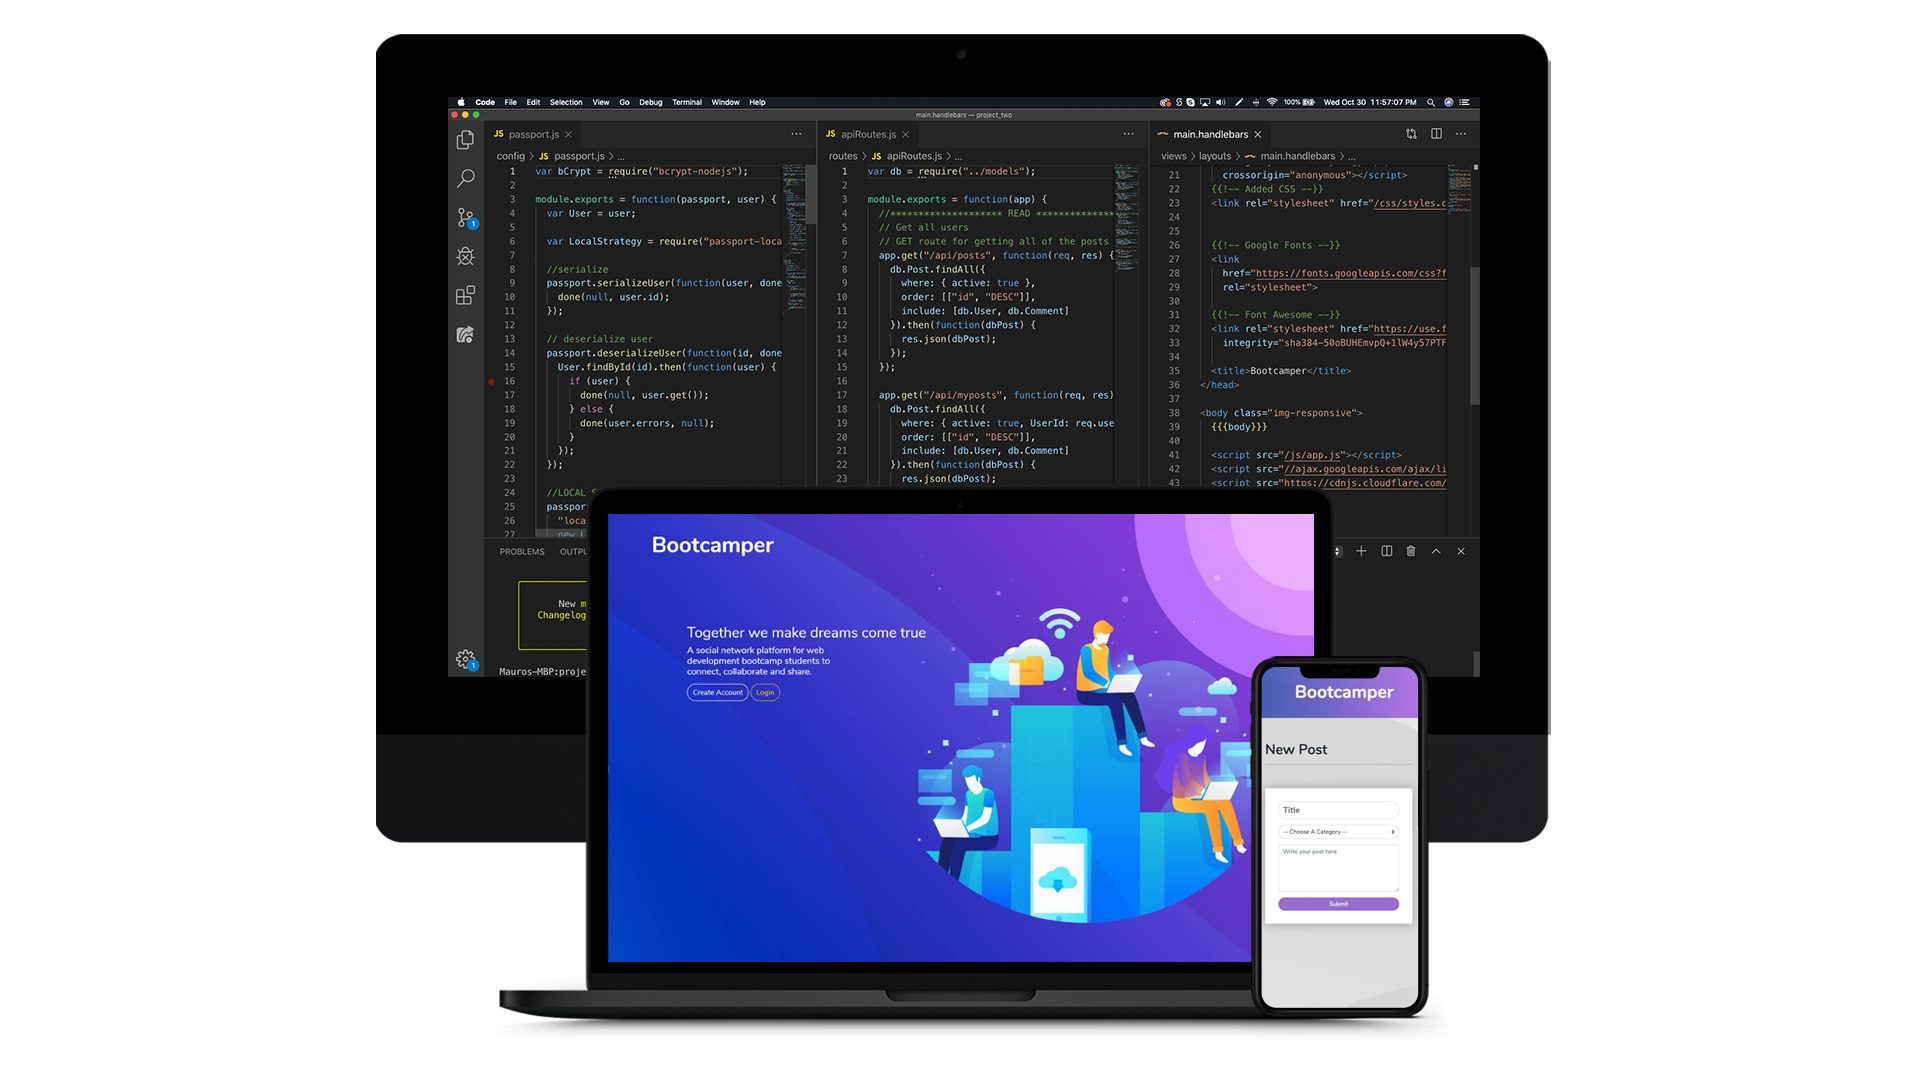 Code File Edit Selection View Go Debug Terminal Window Help
100% Wed Oct 30 11:57:07 PM
main.handlebars — project_two
JS passport.js
config > JS passport.js > ...
1 var bCrypt = require("bcrypt-nodejs");
2
3 module.exports = function(passport, user) {
4 var User = user;
5
6 var LocalStrategy = require("passport-loca
7
8 //serialize
9 passport.serializeUser(function(user, done
10 done(null, user.id);
11 });
12
13 // deserialize user
14 passport.deserializeUser(function(id, done
15 User.findById(id).then(function(user) {
16 if (user) {
17 done(null, user.get());
18 } else {
19 done(user.errors, null);
20 }
21 });
22 });
23
24 //LOCAL S
25 passpor
26 "loca
27 new (
JS apiRoutes.js
routes > JS apiRoutes.js > ...
1 var db = require("../models");
2
3 module.exports = function(app) {
4 //******************** READ **************
5 // Get all users
6 // GET route for getting all of the posts
7 app.get("/api/posts", function(req, res) {
8 db.Post.findAll({
9 where: { active: true },
10 order: [["id", "DESC"]],
11 include: [db.User, db.Comment]
12 }).then(function(dbPost) {
13 res.json(dbPost);
14 });
15 });
16
17 app.get("/api/myposts", function(req, res)
18 db.Post.findAll({
19 where: { active: true, UserId: req.use
20 order: [["id", "DESC"]],
21 include: [db.User, db.Comment]
22 }).then(function(dbPost) {
23 res.json(dbPost);
main.handlebars
views > layouts > main.handlebars > ...
21 crossorigin="anonymous"></script>
22 {{!-- Added CSS --}}
23 <link rel="stylesheet" href="/css/styles.c
24
25
26 {{!-- Google Fonts --}}
27 <link
28 href="https://fonts.googleapis.com/css?f
29 rel="stylesheet">
30
31 {{!-- Font Awesome --}}
32 <link rel="stylesheet" href="https://use.f
33 integrity="sha384-50oBUHEmvpQ+1lW4y57PTF
34
35 <title>Bootcamper</title>
36 </head>
37
38 <body class="img-responsive">
39 {{{body}}}
40
41 <script src="/js/app.js"></script>
42 <script src="//ajax.googleapis.com/ajax/li
43 <script src="https://cdnjs.cloudflare.com/
PROBLEMS OUTPU
New m
Changelog
Mauros-MBP:proje
1
1
Bootcamper
Together we make dreams come true
A social network platform for web
development bootcamp students to
connect, collaborate and share.
Create Account Login
Bootcamper
New Post
Title
-- Choose A Category --
Write your post here
Submit